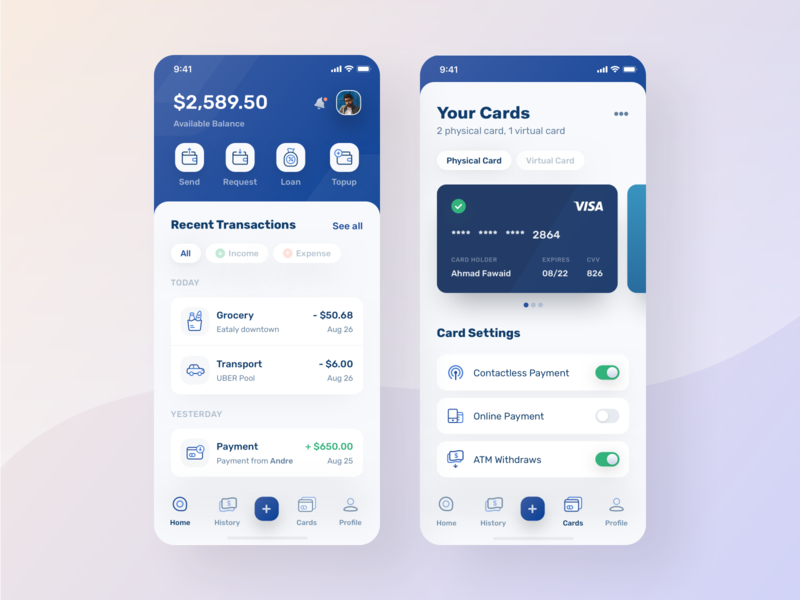 9:41
$2,589.50
Available Balance
Send Request Loan Topup
Recent Transactions See all
All Income Expense
TODAY
Grocery - $50.68
Eataly downtown Aug 26
Transport - $6.00
UBER Pool Aug 26
YESTERDAY
Payment + $650.00
Payment from Andre Aug 25
Home History + Cards Profile
9:41
Your Cards
2 physical card, 1 virtual card
Physical Card Virtual Card
VISA
**** **** **** 2864
CARD HOLDER EXPIRES CVV
Ahmad Fawaid 08/22 826
Card Settings
Contactless Payment
Online Payment
ATM Withdraws
Home History + Cards Profile